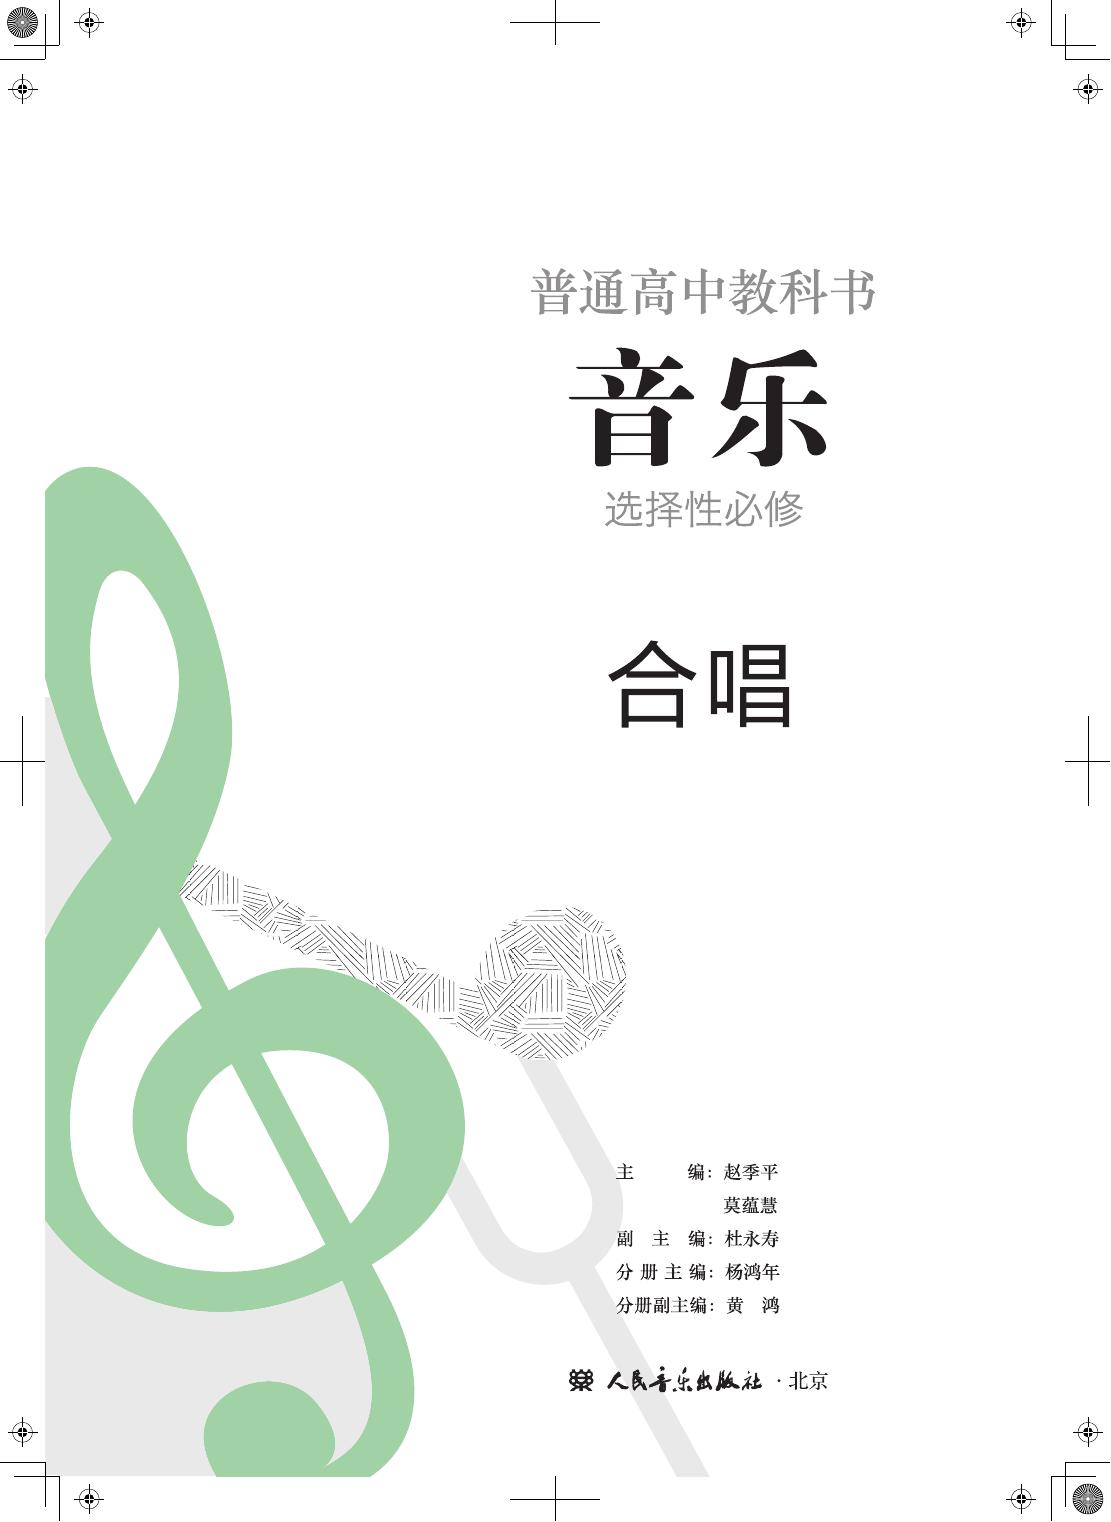 普通高中教科书
音乐
选择性必修
合唱
主 编：赵季平
莫蕴慧
副 主 编：杜永寿
分册主编：杨鸿年
分册副主编：黄 鸿
人民音乐出版社 · 北京